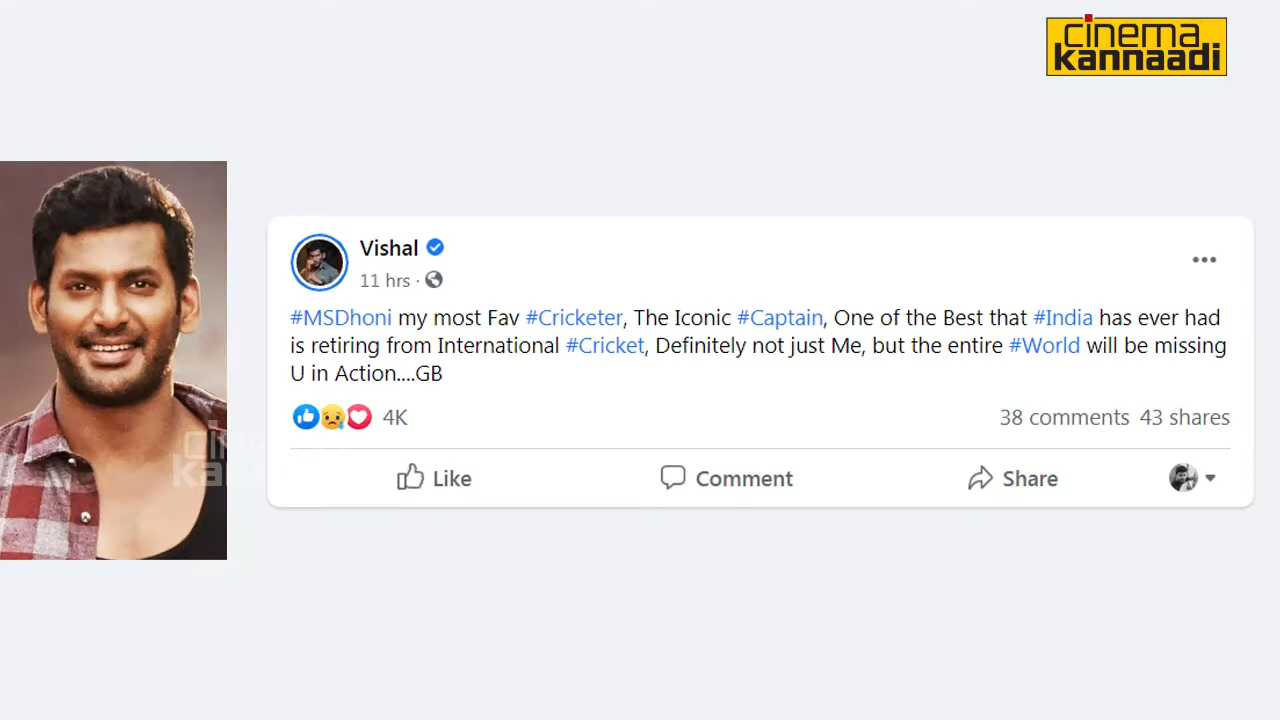 cinema
kannaadi
Vishal
11 hrs ·
#MSDhoni my most Fav #Cricketer, The Iconic #Captain, One of the Best that #India has ever had
is retiring from International #Cricket, Definitely not just Me, but the entire #World will be missing
U in Action....GB
4K
38 comments 43 shares
Like
Comment
Share